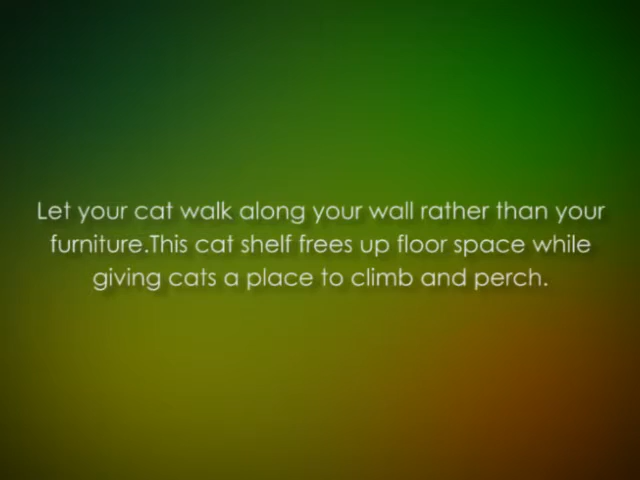 Let your cat walk along your wall rather than your
furniture.This cat shelf frees up floor space while
giving cats a place to climb and perch.